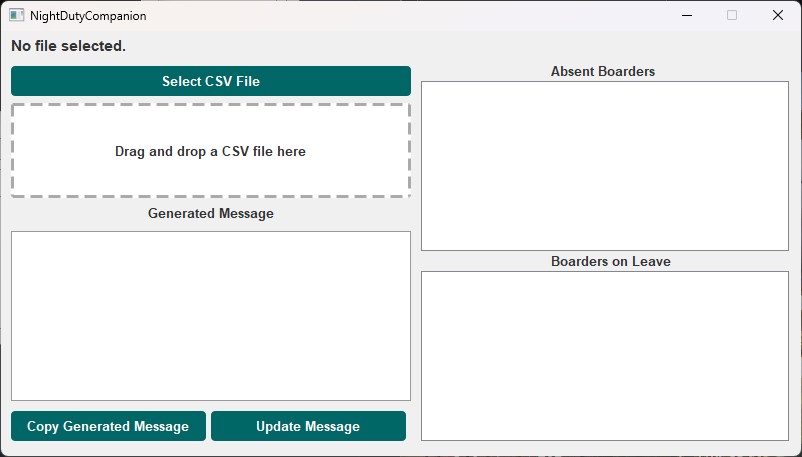 NightDutyCompanion
No file selected.
Select CSV File
Drag and drop a CSV file here
Generated Message
Copy Generated Message
Update Message
Absent Boarders
Boarders on Leave